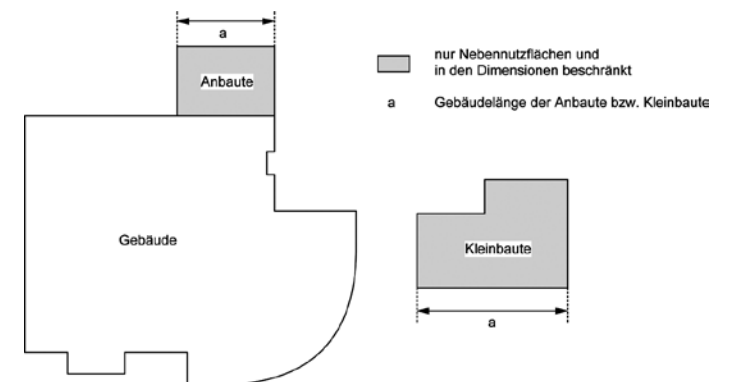 a
Anbaute
nur Nebennutzflächen und
in den Dimensionen beschränkt
a Gebäudelänge der Anbaute bzw. Kleinbaute
Gebäude
Kleinbaute
a